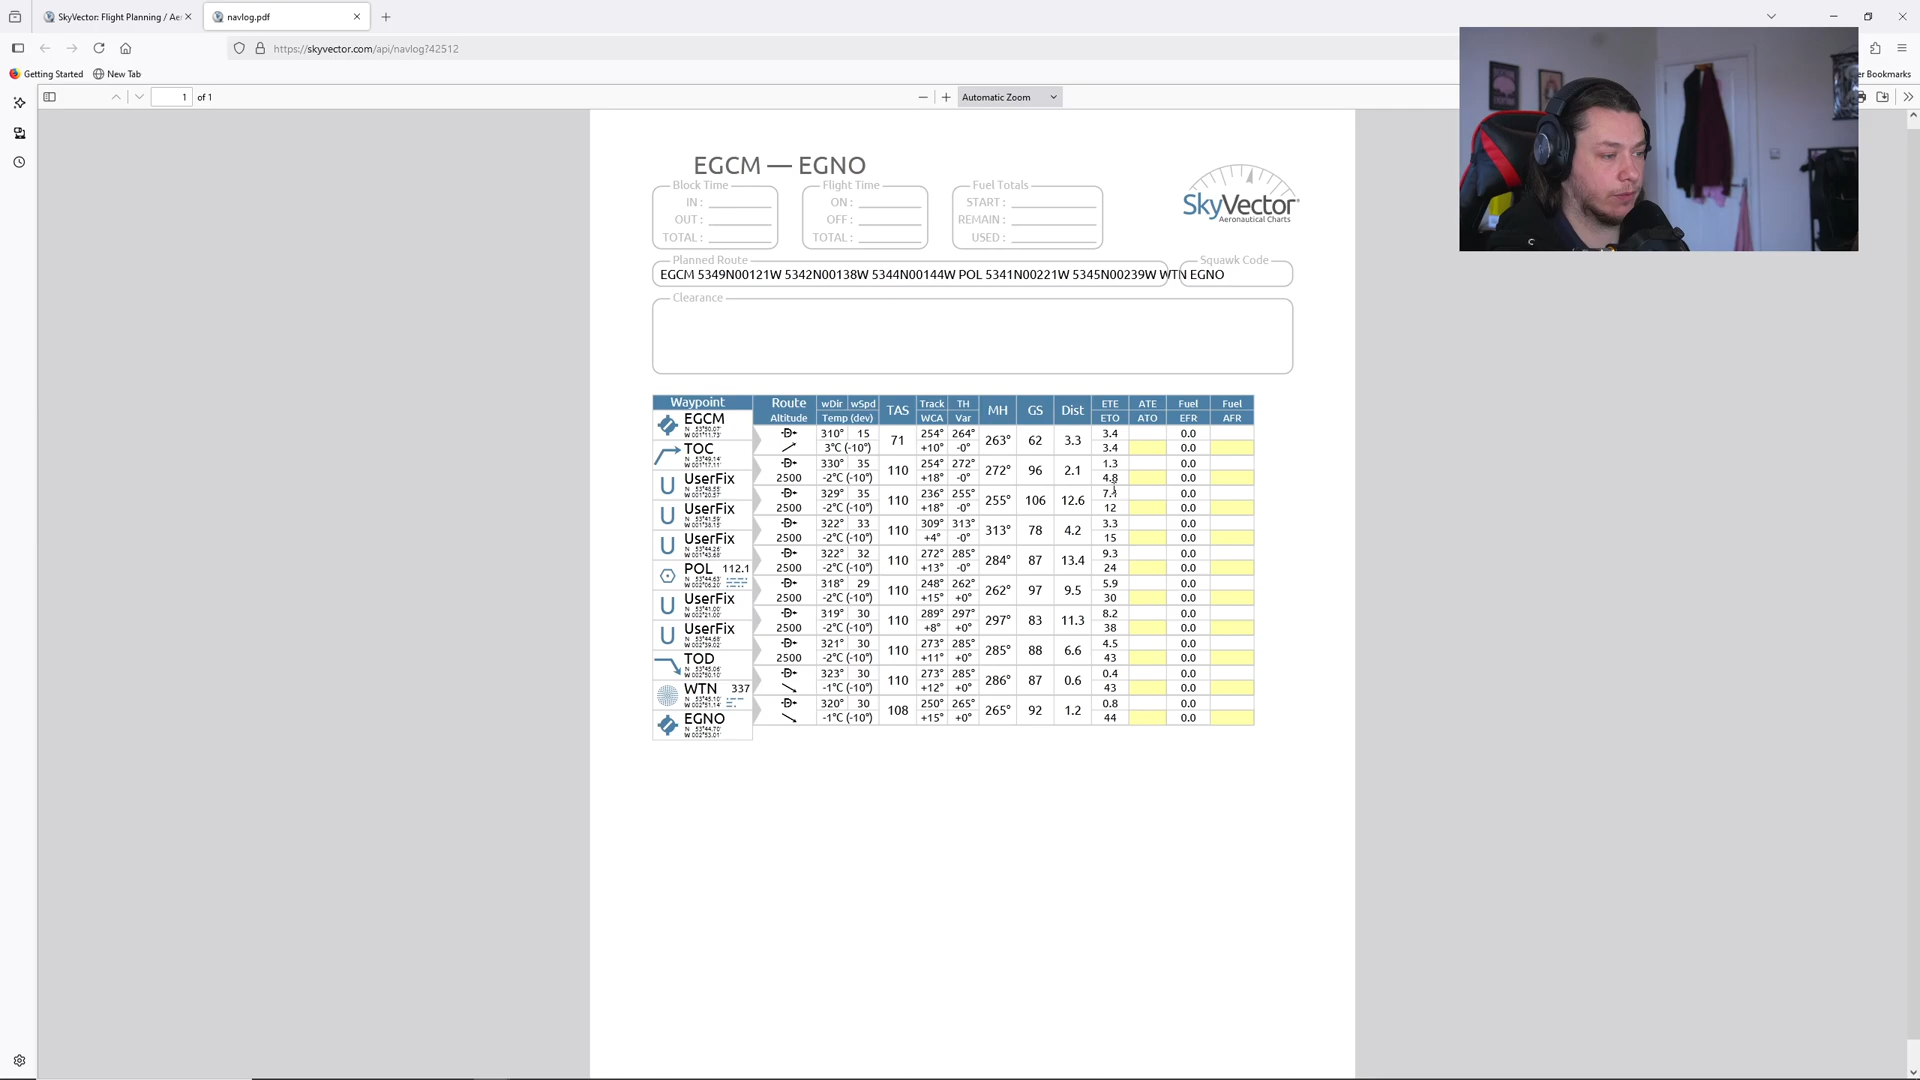 SkyVector: Flight Planning / Ae
navlog.pdf
https://skyvector.com/api/navlog?42512
Getting Started
New Tab
er Bookmarks
1
of 1
Automatic Zoom
EGCM — EGNO
Block Time
IN :
OUT :
TOTAL :
Flight Time
ON :
OFF :
TOTAL :
Fuel Totals
START :
REMAIN :
USED :
SkyVector
Aeronautical Charts
Planned Route
EGCM 5349N00121W 5342N00138W 5344N00144W POL 5341N00221W 5345N00239W WTN EGNO
Squawk Code
Clearance
Waypoint Route wDir wSpd TAS Track TH MH GS Dist ETE ATE Fuel Fuel
Altitude Temp (dev) WCA Var ETO ATO EFR AFR
EGCM
D 310° 15 71 254° 264° 263° 62 3.3 3.4 0.0
3°C (-10°) +10° -0° 3.4 0.0
TOC
D 330° 35 110 254° 272° 272° 96 2.1 1.3 0.0
2500 -2°C (-10°) +18° -0° 4.8 0.0
UserFix
D 329° 35 110 236° 255° 255° 106 12.6 7.1 0.0
2500 -2°C (-10°) +18° -0° 12 0.0
UserFix
D 322° 33 110 309° 313° 313° 78 4.2 3.3 0.0
2500 -2°C (-10°) +4° -0° 15 0.0
UserFix
D 322° 32 110 272° 285° 284° 87 13.4 9.3 0.0
2500 -2°C (-10°) +13° -0° 24 0.0
POL 112.1
D 318° 29 110 248° 262° 262° 97 9.5 5.9 0.0
2500 -2°C (-10°) +15° +0° 30 0.0
UserFix
D 319° 30 110 289° 297° 297° 83 11.3 8.2 0.0
2500 -2°C (-10°) +8° +0° 38 0.0
UserFix
D 321° 30 110 273° 285° 285° 88 6.6 4.5 0.0
2500 -2°C (-10°) +11° +0° 43 0.0
TOD
D 323° 30 110 273° 285° 286° 87 0.6 0.4 0.0
-1°C (-10°) +12° +0° 43 0.0
WTN 337
D 320° 30 108 250° 265° 265° 92 1.2 0.8 0.0
-1°C (-10°) +15° +0° 44 0.0
EGNO